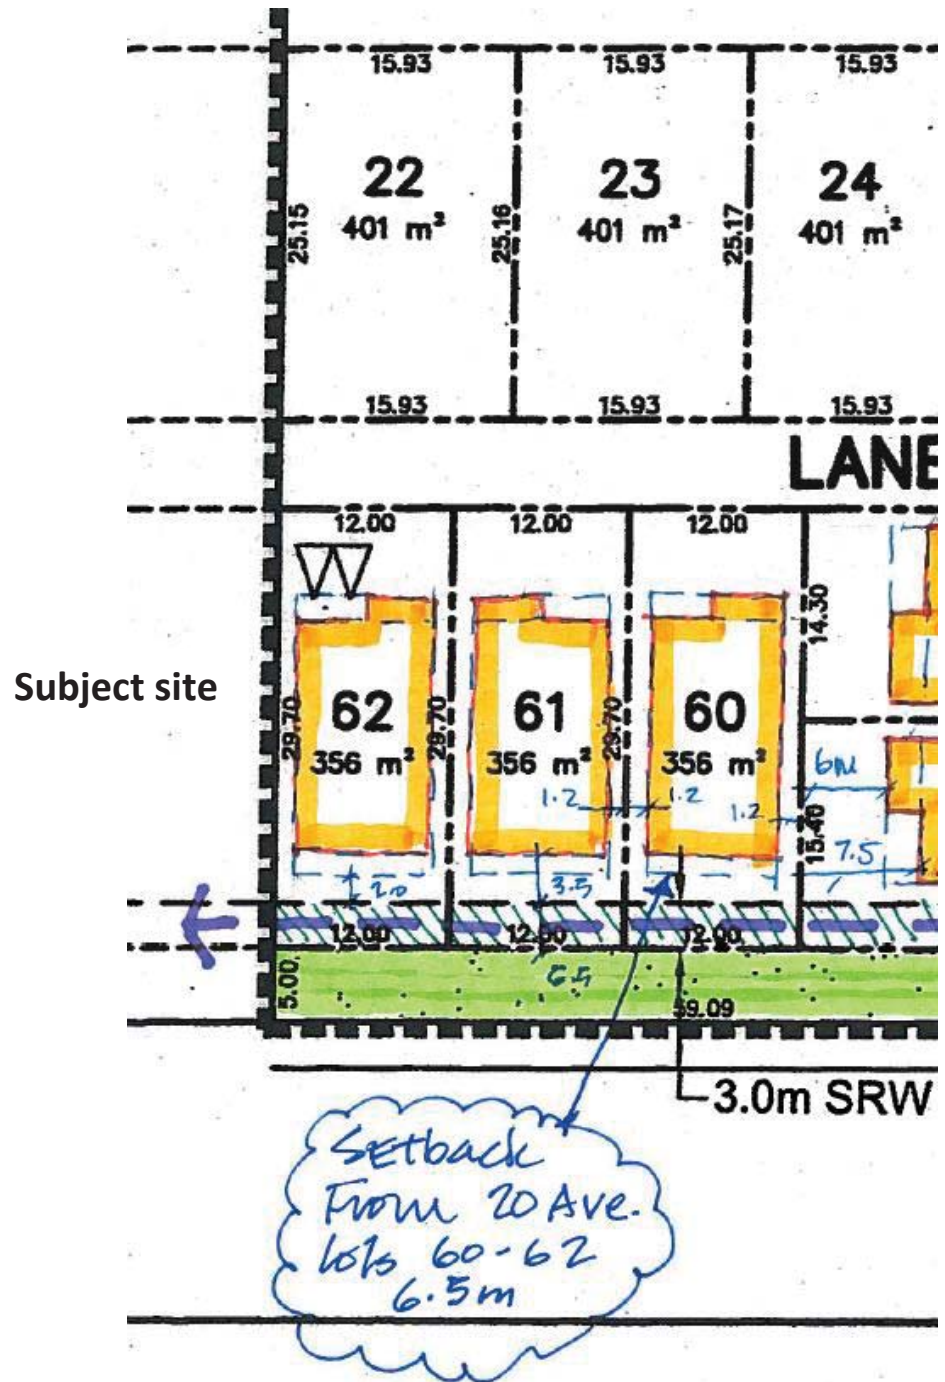 15.93 15.93 15.93
22 23 24
401 m² 401 m² 401 m²
25.15 25.16 25.17
15.93 15.93 15.93
LANE
12.00 12.00 12.00
14.30
Subject site
62 61 60
29.70 29.70 29.70
356 m² 356 m² 356 m²
6m
1.2 1.2 1.2
15.40
7.5
2.0 3.5
12.00 12.00 12.00
5.00 6.5
39.09
3.0m SRW
Setback
From 20 Ave.
lots 60-62
6.5m